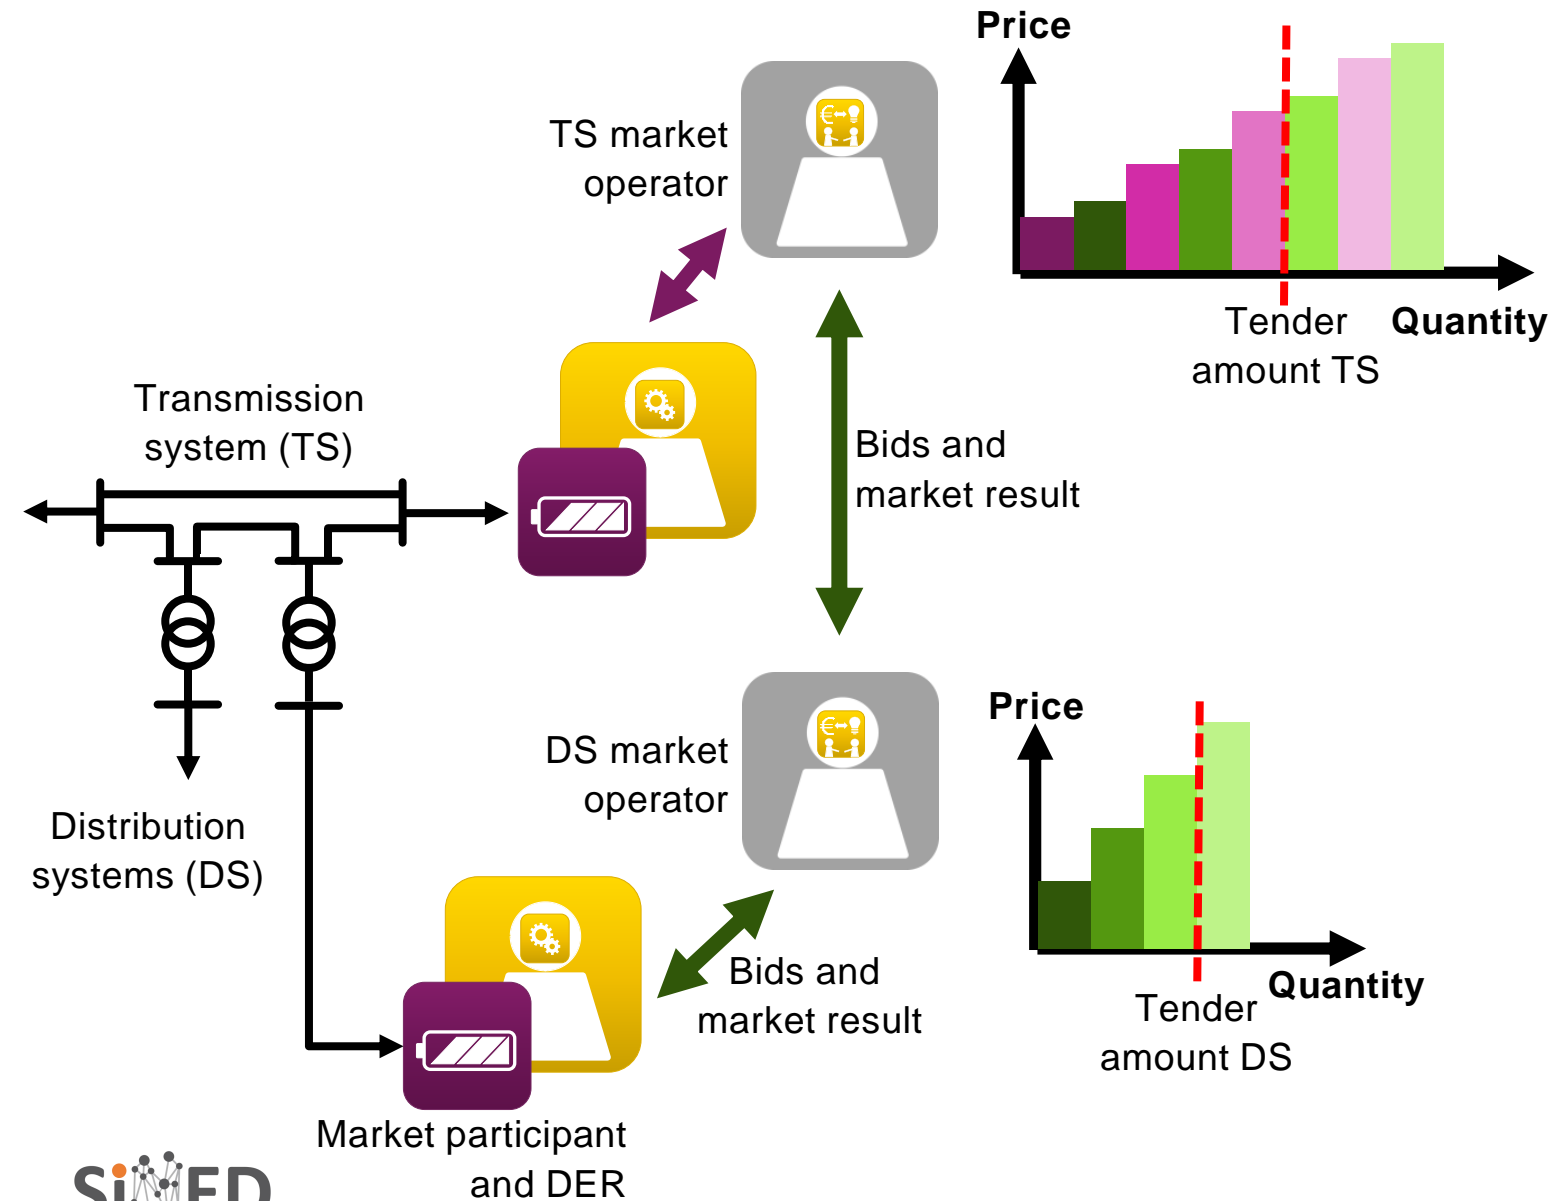 Price
TS market
operator
Tender
amount TS
Quantity
Transmission
system (TS)
Bids and
market result
Price
DS market
operator
Distribution
systems (DS)
Bids and
market result
Quantity
Tender
amount DS
Market participant
and DER